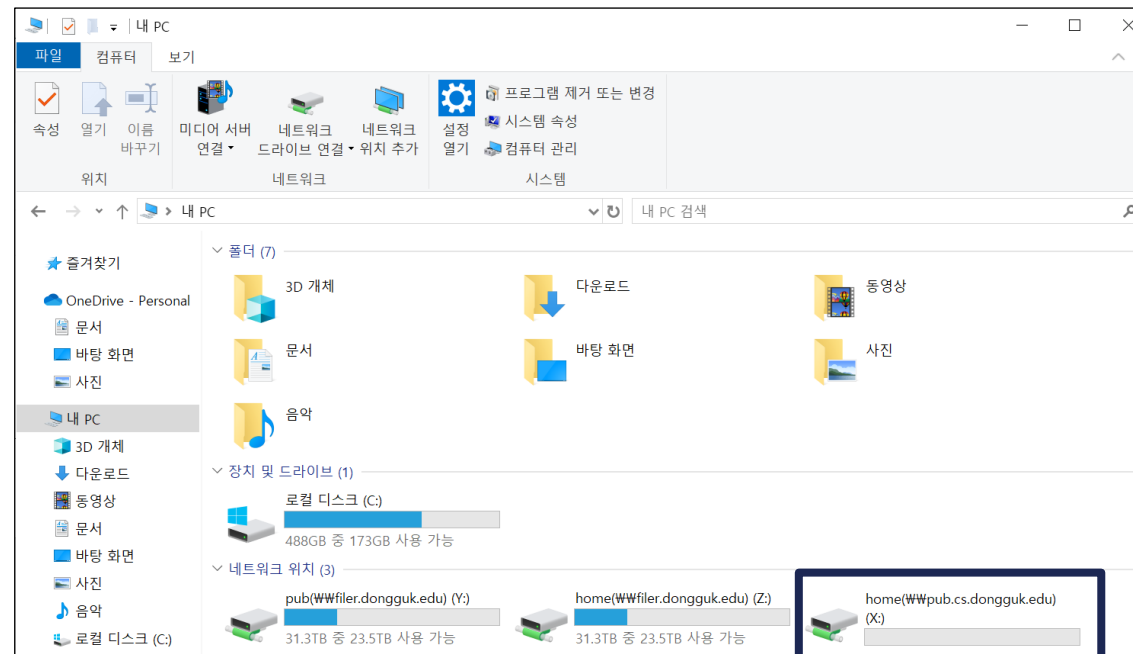 내 PC
파일 컴퓨터 보기
속성 열기 이름 바꾸기
미디어 서버 연결 네트워크 드라이브 연결 네트워크 위치 추가
설정 열기
프로그램 제거 또는 변경
시스템 속성
컴퓨터 관리
위치 네트워크 시스템
내 PC
내 PC 검색
즐겨찾기
OneDrive - Personal
문서
바탕 화면
사진
내 PC
3D 개체
다운로드
동영상
문서
바탕 화면
사진
음악
로컬 디스크 (C:)
폴더 (7)
3D 개체 다운로드 동영상
문서 바탕 화면 사진
음악
장치 및 드라이브 (1)
로컬 디스크 (C:)
488GB 중 173GB 사용 가능
네트워크 위치 (3)
pub(₩₩filer.dongguk.edu) (Y:)
31.3TB 중 23.5TB 사용 가능
home(₩₩filer.dongguk.edu) (Z:)
31.3TB 중 23.5TB 사용 가능
home(₩₩pub.cs.dongguk.edu)
(X:)